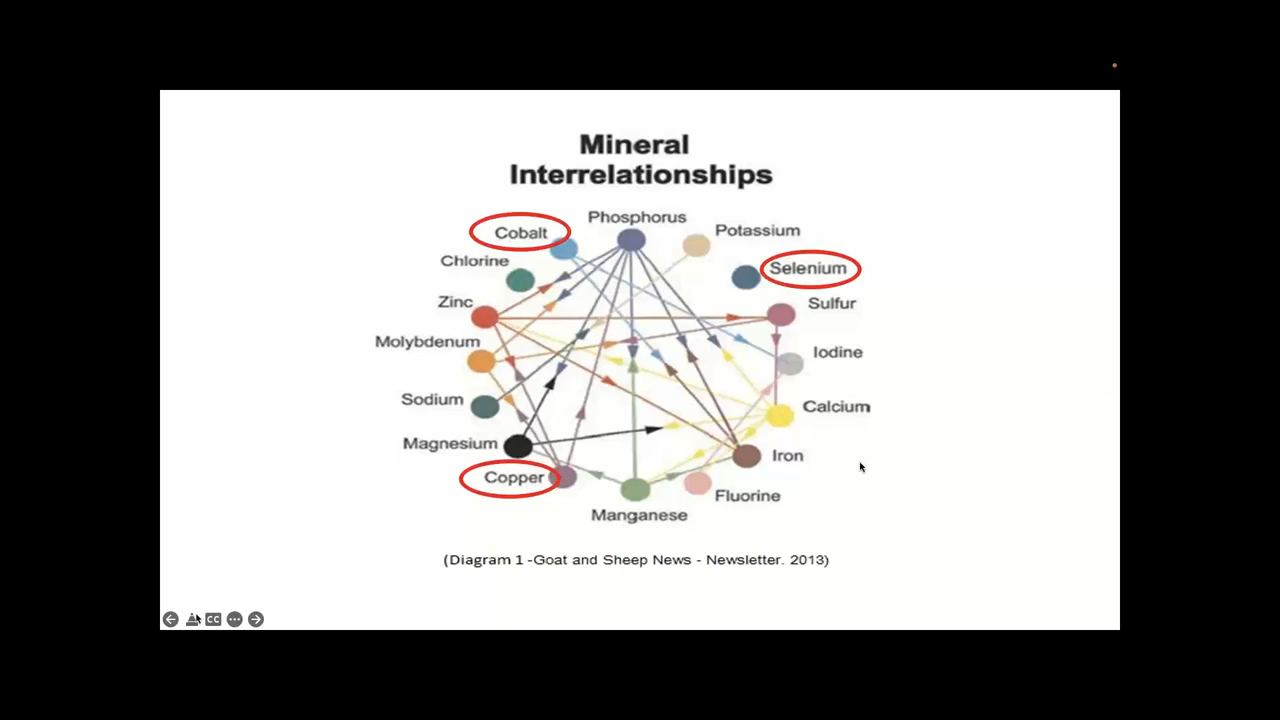 Mineral
Interrelationships
Phosphorus
Cobalt
Potassium
Chlorine
Selenium
Zinc
Sulfur
Molybdenum
Iodine
Sodium
Calcium
Magnesium
Iron
Copper
Fluorine
Manganese
(Diagram 1 -Goat and Sheep News - Newsletter. 2013)
CC